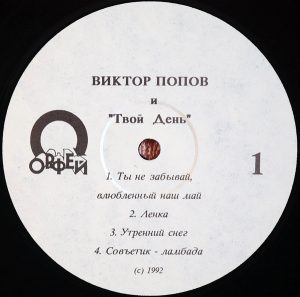 ВИКТОР ПОПОВ
и
"Твой День"
ОРФЕЙ
1
1. Ты не забывай,
влюбленный наш май
2. Ленка
3. Утренний снег
4. Совъетик - ламбада
(c) 1992